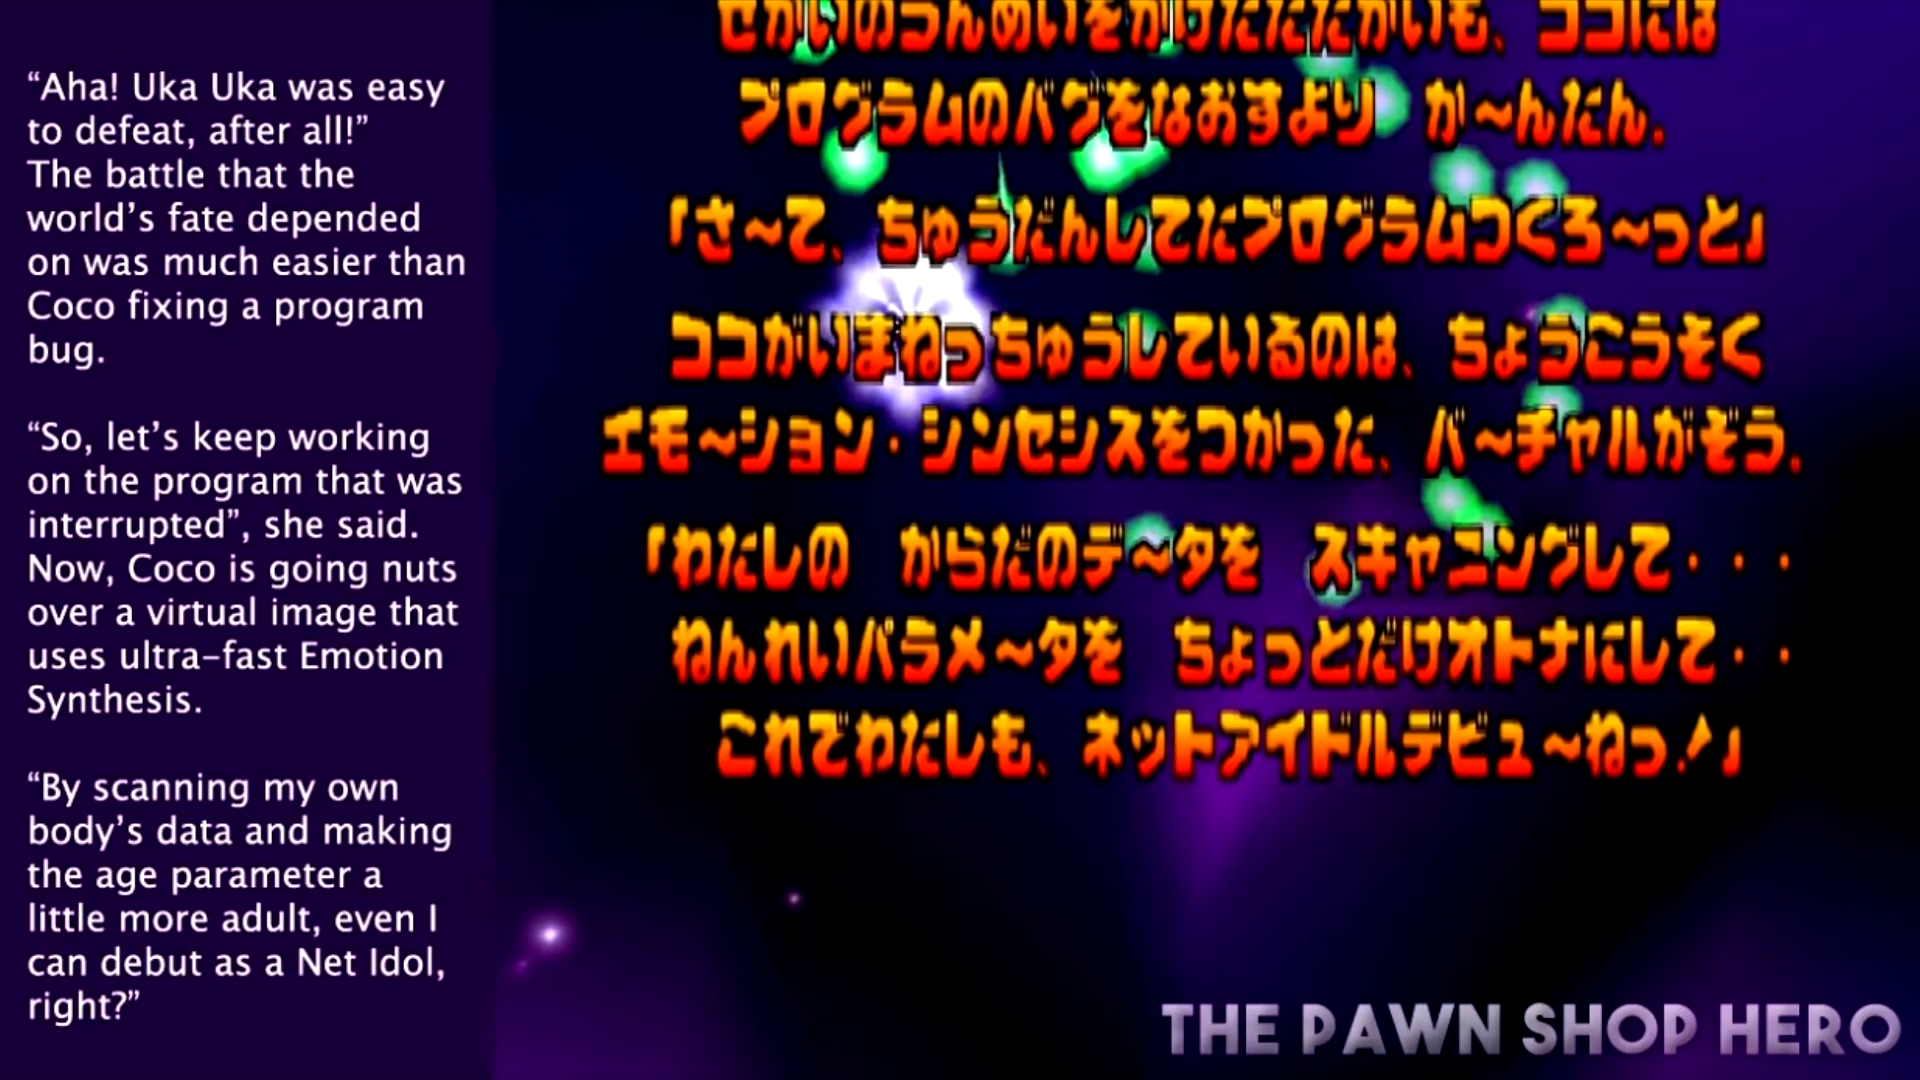 “Aha! Uka Uka was easy
to defeat, after all!”
The battle that the
world’s fate depended
on was much easier than
Coco fixing a program
bug.
“So, let’s keep working
on the program that was
interrupted”, she said.
Now, Coco is going nuts
over a virtual image that
uses ultra-fast Emotion
Synthesis.
“By scanning my own
body’s data and making
the age parameter a
little more adult, even I
can debut as a Net Idol,
right?”
せかいのうんめいをかけたたたかいも、ココには
プログラムのバグをなおすより か〜んたん.
「さ〜て、ちゅうだんしてたプログラムつくろ〜っと」
ココがいまねっちゅうしているのは、ちょうこうそく
エモ〜ション・シンセシスをつかった、バ〜チャルがぞう.
「わたしの からだのデ〜タを スキャニングして・・・
ねんれいパラメ〜タを ちょっとだけオトナにして・・
これでわたしも、ネットアイドルデビュ〜ねっ!」
THE PAWN SHOP HERO